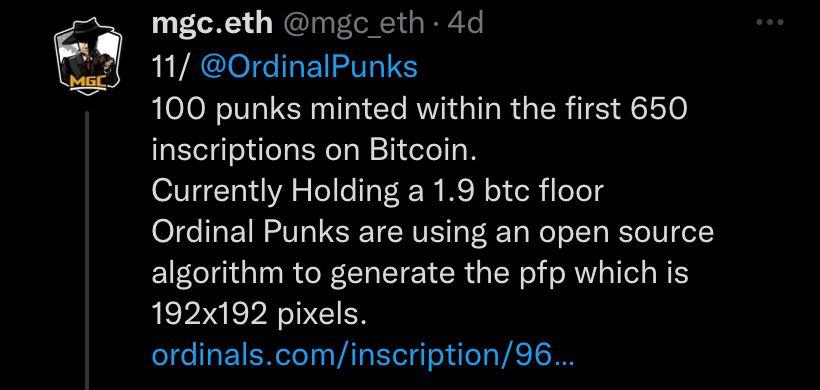 mgc.eth @mgc_eth · 4d
MGC
11/ @OrdinalPunks
100 punks minted within the first 650
inscriptions on Bitcoin.
Currently Holding a 1.9 btc floor
Ordinal Punks are using an open source
algorithm to generate the pfp which is
192x192 pixels.
ordinals.com/inscription/96...